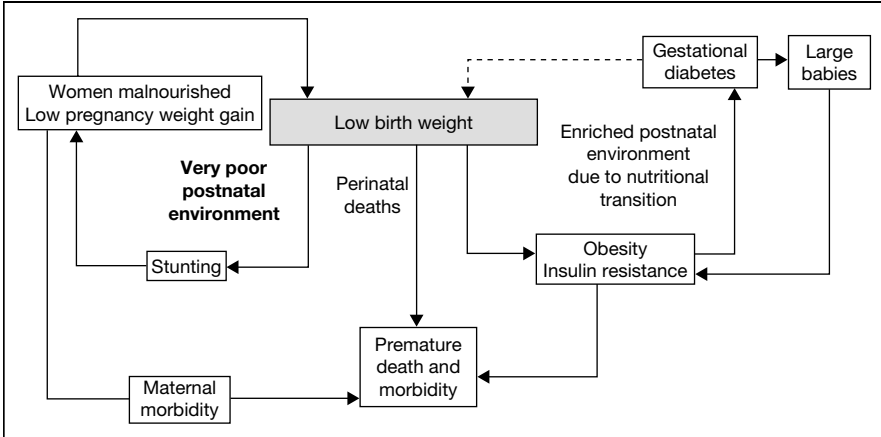 Gestational
diabetes
Large
babies
Women malnourished
Low pregnancy weight gain
Low birth weight
Enriched postnatal
environment
due to nutritional
transition
Very poor
postnatal
environment
Perinatal
deaths
Stunting
Obesity
Insulin resistance
Premature
death and
morbidity
Maternal
morbidity